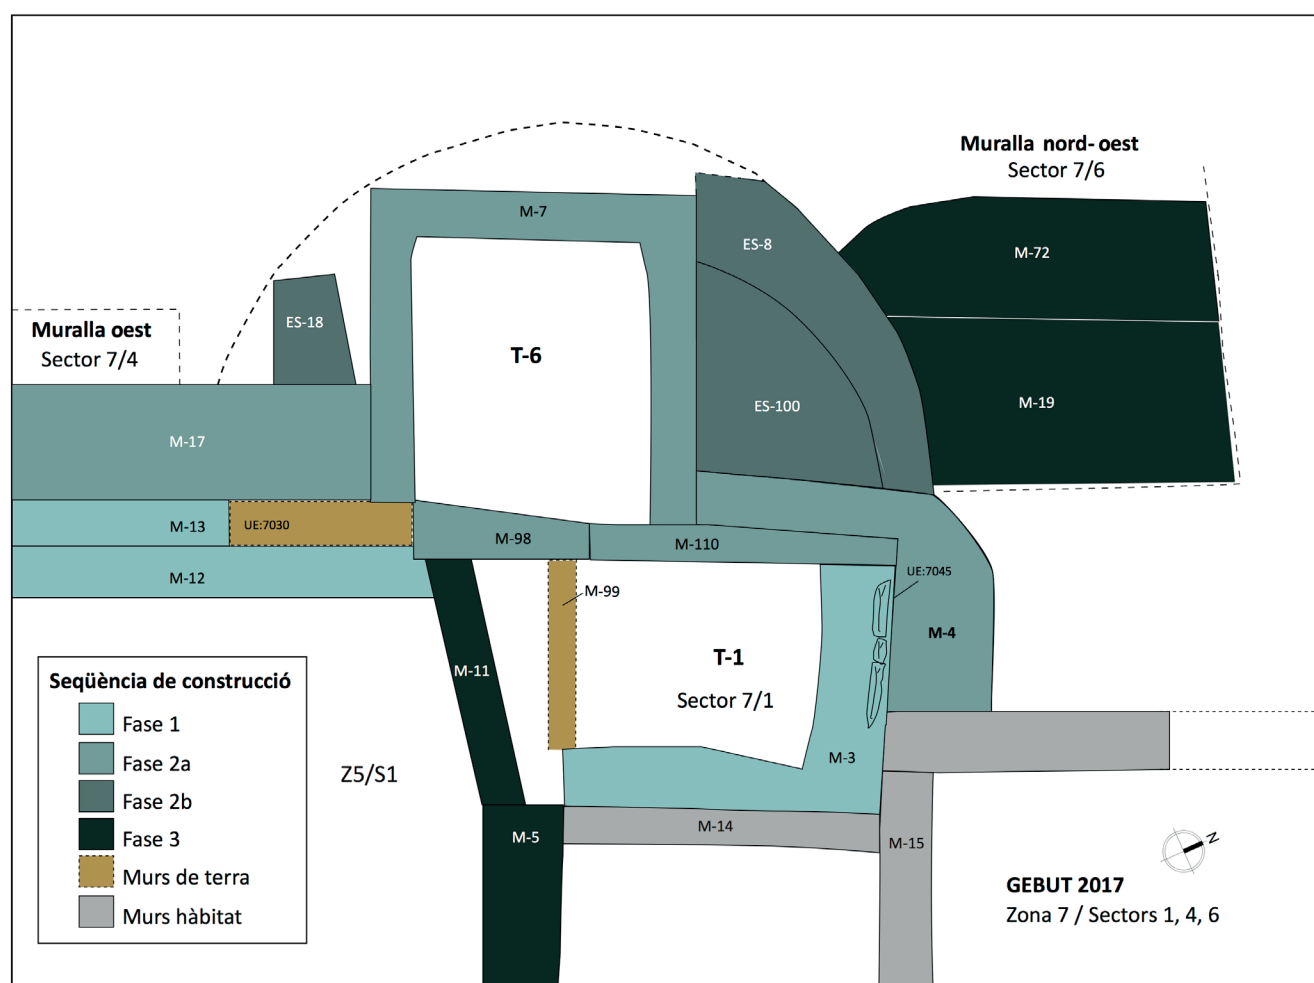 Muralla nord-oest
Sector 7/6
M-7
ES-8
M-72
ES-18
Muralla oest
Sector 7/4
T-6
ES-100
M-19
M-17
M-13
UE:7030
M-98
M-110
M-12
M-99
UE:7045
M-4
M-11
T-1
Sector 7/1
M-3
Seqüència de construcció
Fase 1
Fase 2a
Fase 2b
Fase 3
Murs de terra
Murs hàbitat
Z5/S1
M-5
M-14
M-15
N
GEBUT 2017
Zona 7 / Sectors 1, 4, 6